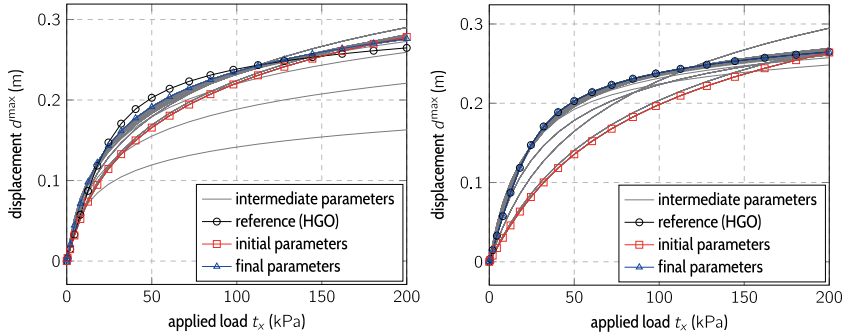 0.3
0.2
0.1
0
displacement d^max (m)
intermediate parameters
reference (HGO)
initial parameters
final parameters
0 50 100 150 200
applied load t_x (kPa)
0.3
0.2
0.1
0
displacement d^max (m)
intermediate parameters
reference (HGO)
initial parameters
final parameters
0 50 100 150 200
applied load t_x (kPa)